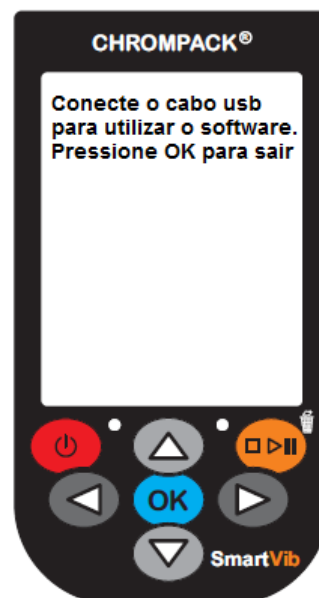 CHROMPACK®
Conecte o cabo usb
para utilizar o software.
Pressione OK para sair
OK
SmartVib